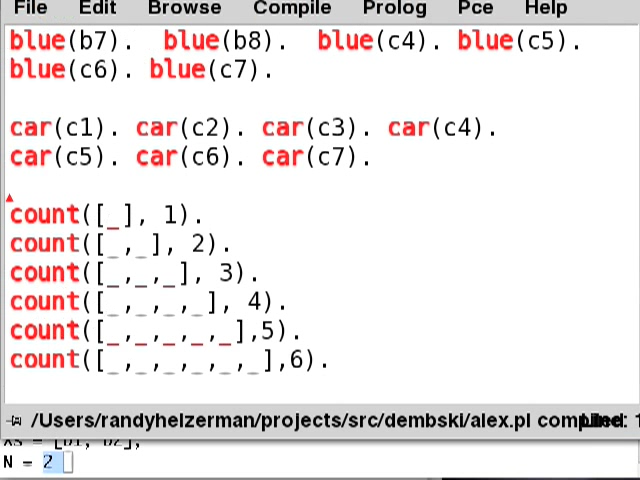 File Edit Browse Compile Prolog Pce Help
blue(b7). blue(b8). blue(c4). blue(c5).
blue(c6). blue(c7).
car(c1). car(c2). car(c3). car(c4).
car(c5). car(c6). car(c7).
count([_], 1).
count([_,_], 2).
count([_,_,_], 3).
count([_,_,_,_], 4).
count([_,_,_,_,_],5).
count([_,_,_,_,_,_],6).
/Users/randyhelzerman/projects/src/dembski/alex.pl
N = 2